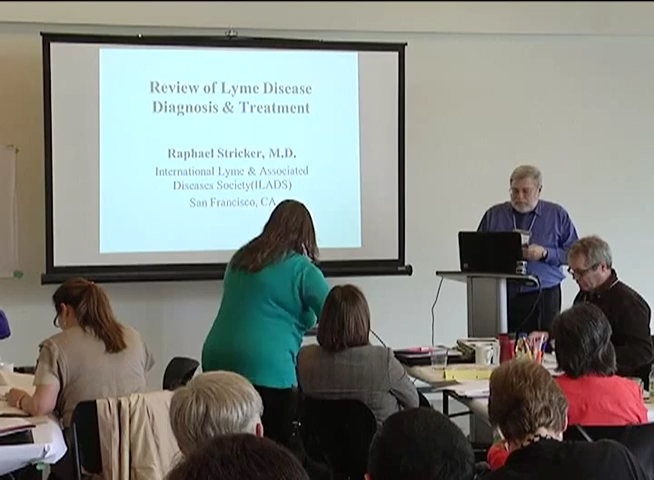 Review of Lyme Disease
Diagnosis & Treatment
Raphael Stricker, M.D.
International Lyme & Associated
Diseases Society(ILADS)
San Francisco, CA